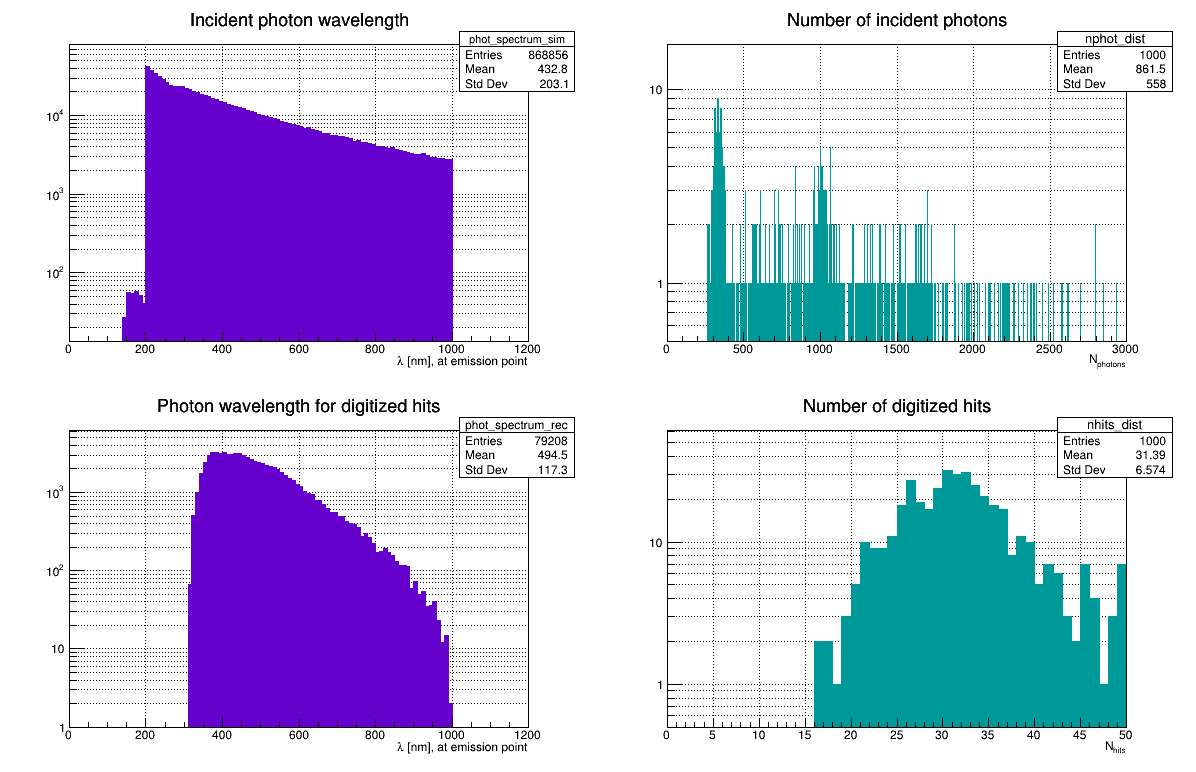 Incident photon wavelength
phot_spectrum_sim
Entries 868856
Mean 432.8
Std Dev 203.1
10^4
10^3
10^2
0 200 400 600 800 1000 1200
λ [nm], at emission point
Number of incident photons
nphot_dist
Entries 1000
Mean 861.5
Std Dev 558
10
1
0 500 1000 1500 2000 2500 3000
N_photons
Photon wavelength for digitized hits
phot_spectrum_rec
Entries 79208
Mean 494.5
Std Dev 117.3
10^3
10^2
10
1
0 200 400 600 800 1000 1200
λ [nm], at emission point
Number of digitized hits
nhits_dist
Entries 1000
Mean 31.39
Std Dev 6.574
10
1
0 5 10 15 20 25 30 35 40 45 50
N_hits